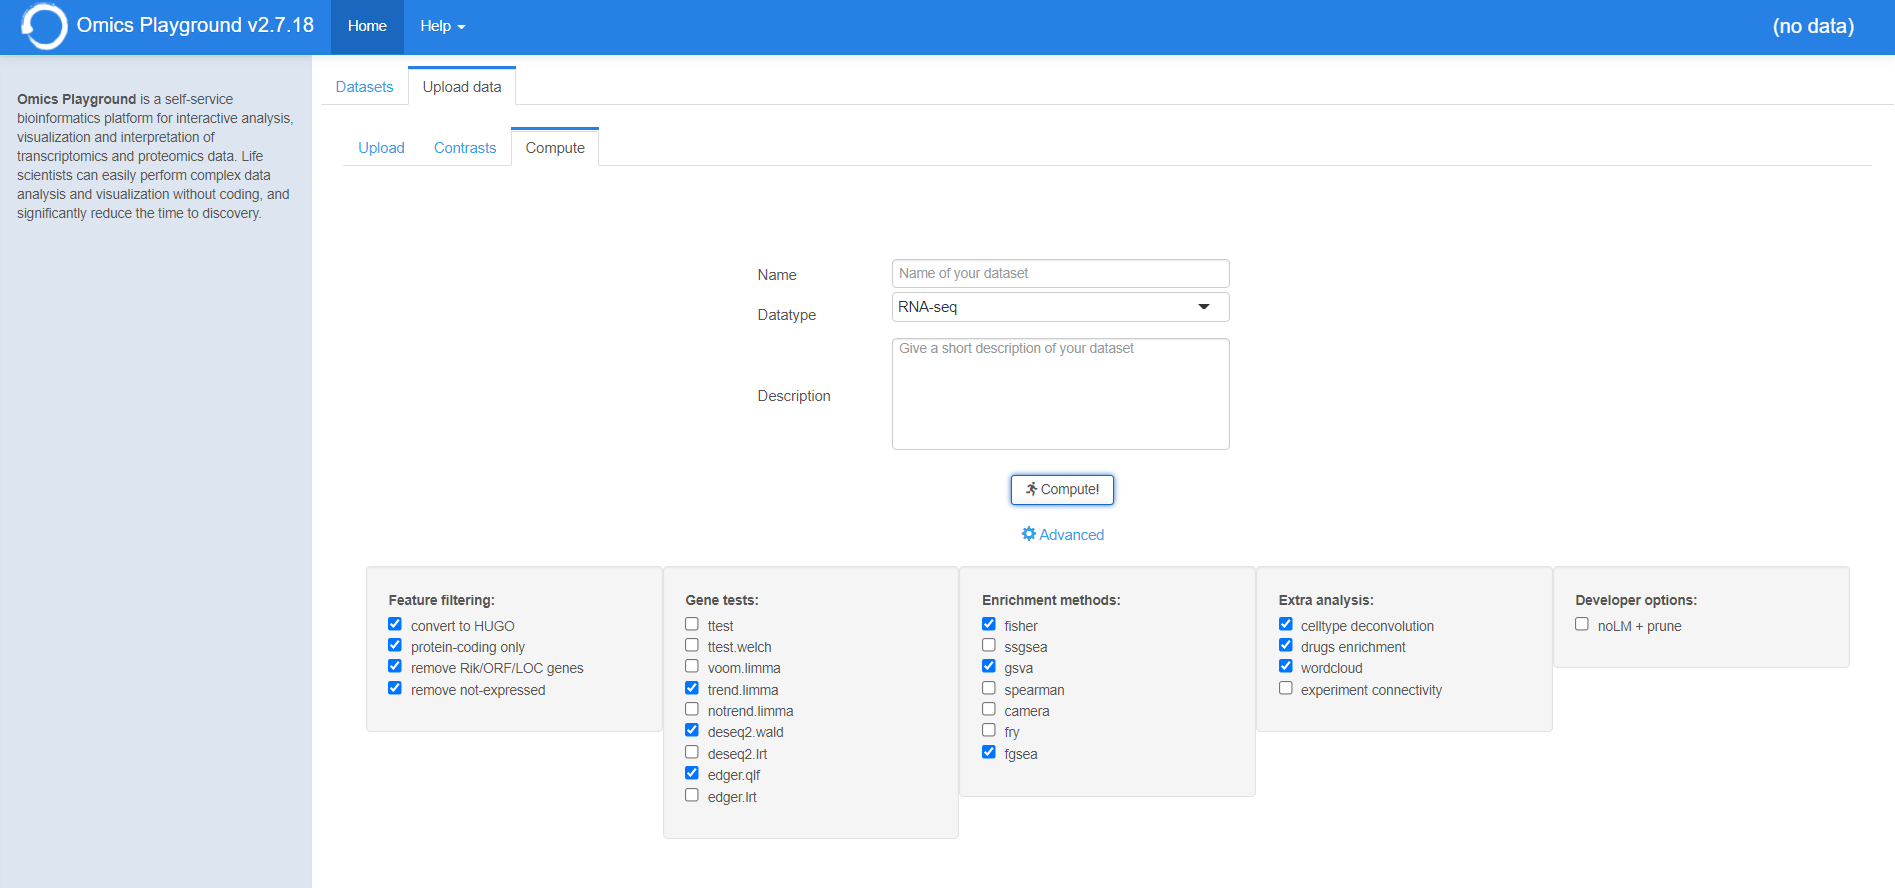 Omics Playground v2.7.18
Home
Help
(no data)
Omics Playground is a self-service
bioinformatics platform for interactive analysis,
visualization and interpretation of
transcriptomics and proteomics data. Life
scientists can easily perform complex data
analysis and visualization without coding, and
significantly reduce the time to discovery.
Datasets
Upload data
Upload
Contrasts
Compute
Name
Name of your dataset
Datatype
RNA-seq
Description
Give a short description of your dataset
Compute!
Advanced
Feature filtering:
convert to HUGO
protein-coding only
remove Rik/ORF/LOC genes
remove not-expressed
Gene tests:
ttest
ttest.welch
voom.limma
trend.limma
notrend.limma
deseq2.wald
deseq2.lrt
edger.qlf
edger.lrt
Enrichment methods:
fisher
ssgsea
gsva
spearman
camera
fry
fgsea
Extra analysis:
celltype deconvolution
drugs enrichment
wordcloud
experiment connectivity
Developer options:
noLM + prune